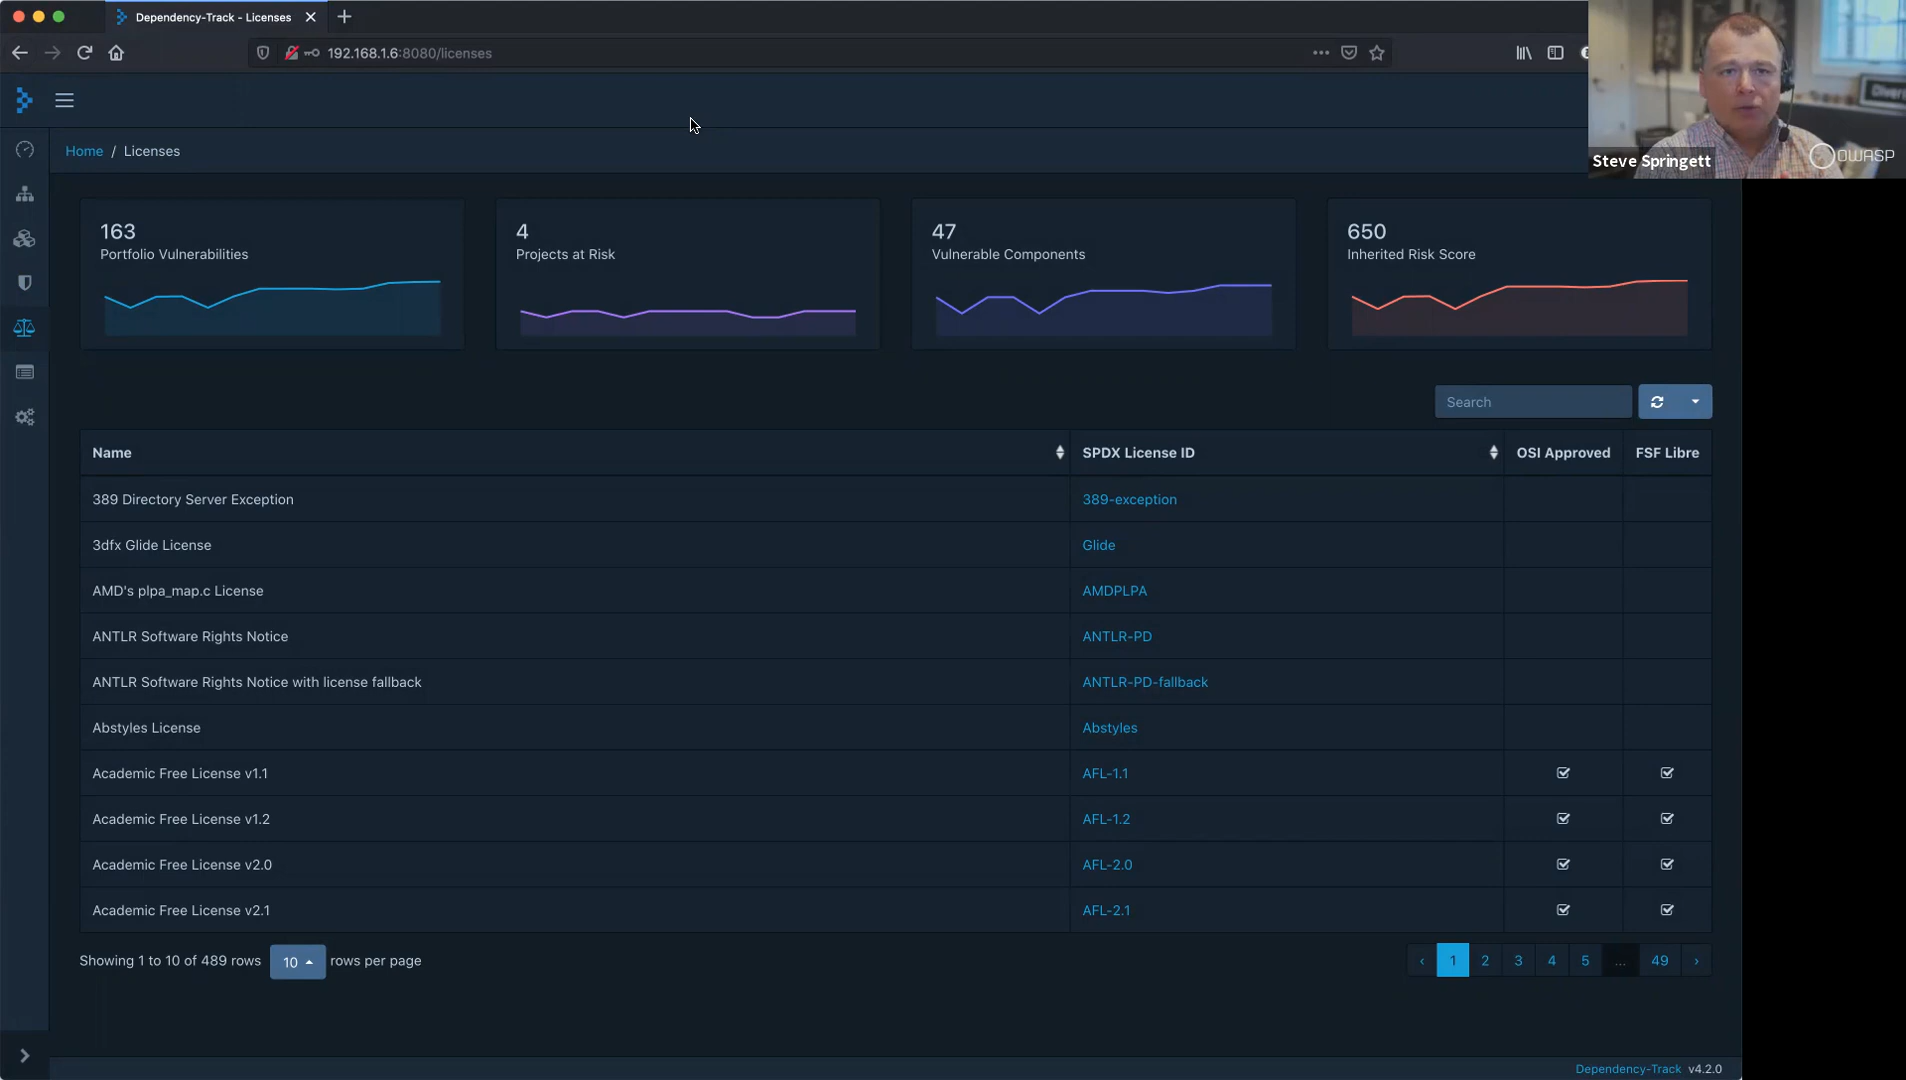 Dependency-Track - Licenses
192.168.1.6:8080/licenses
Steve Springett
OWASP
Home / Licenses
163
Portfolio Vulnerabilities
4
Projects at Risk
47
Vulnerable Components
650
Inherited Risk Score
Search
Name SPDX License ID OSI Approved FSF Libre
389 Directory Server Exception 389-exception
3dfx Glide License Glide
AMD's plpa_map.c License AMDPLPA
ANTLR Software Rights Notice ANTLR-PD
ANTLR Software Rights Notice with license fallback ANTLR-PD-fallback
Abstyles License Abstyles
Academic Free License v1.1 AFL-1.1
Academic Free License v1.2 AFL-1.2
Academic Free License v2.0 AFL-2.0
Academic Free License v2.1 AFL-2.1
Showing 1 to 10 of 489 rows 10 rows per page ‹ 1 2 3 4 5 ... 49 ›
Dependency-Track v4.2.0